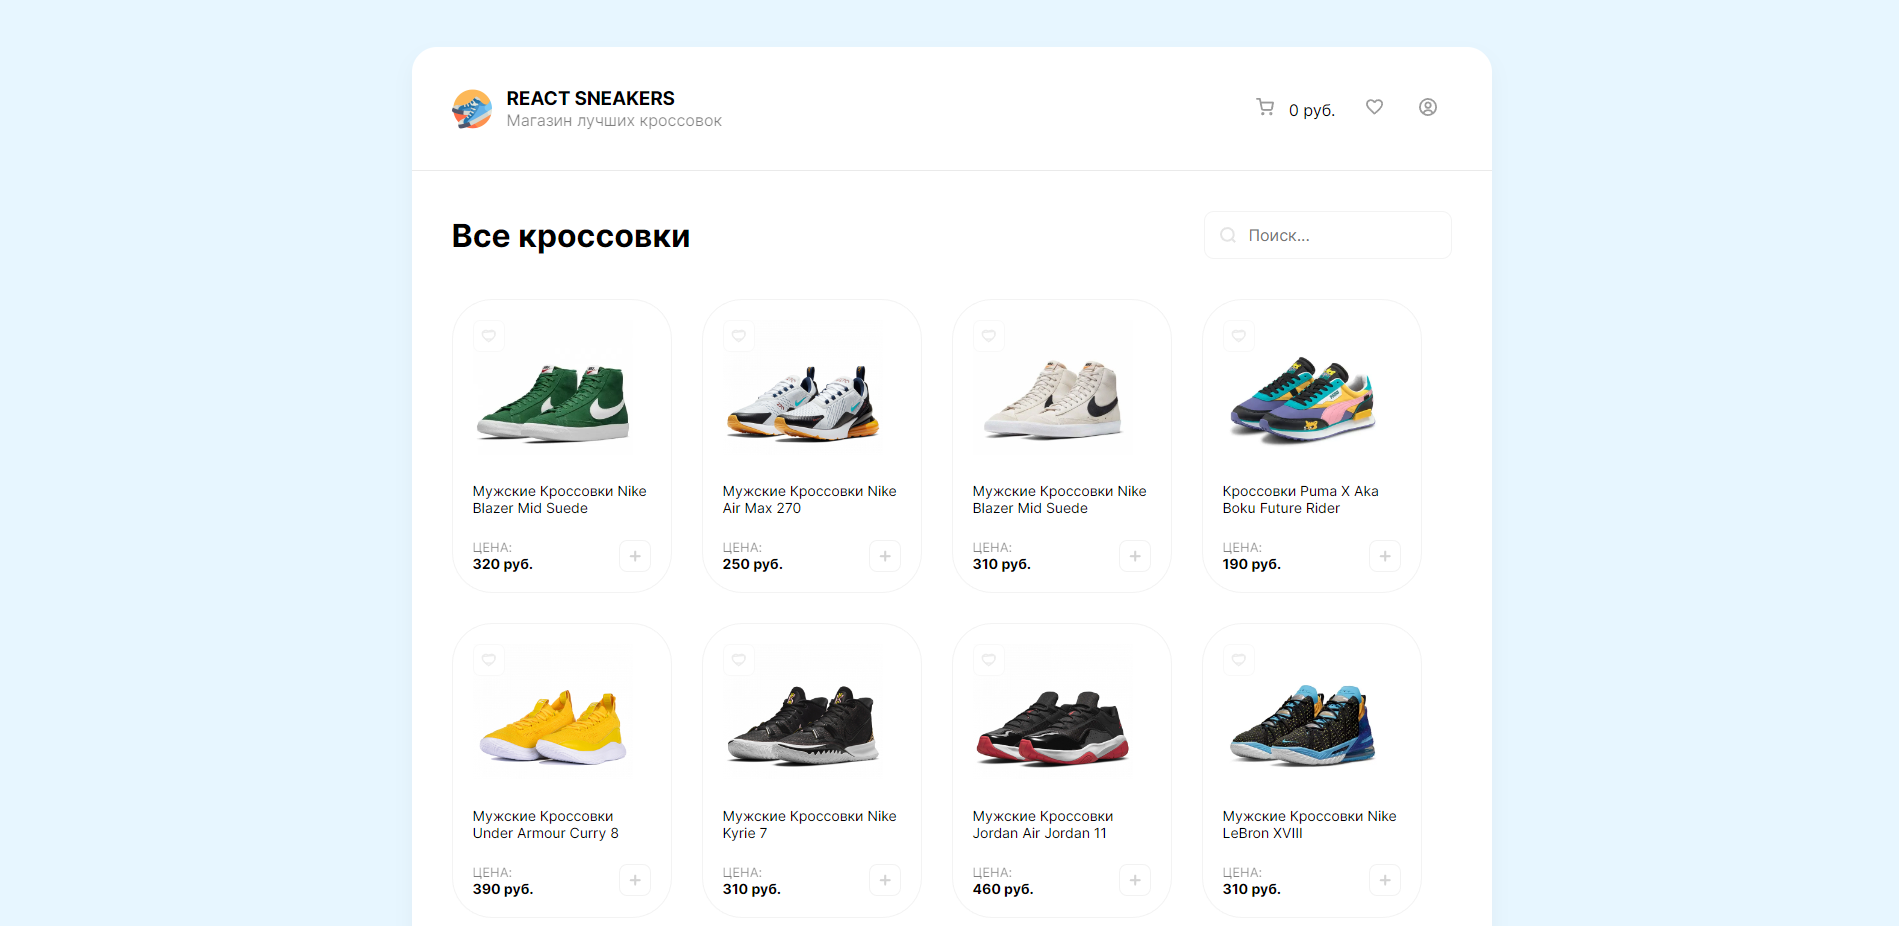 REACT SNEAKERS
Магазин лучших кроссовок
0 руб.
Все кроссовки
Поиск...
Мужские Кроссовки Nike
Blazer Mid Suede
ЦЕНА:
320 руб.
Мужские Кроссовки Nike
Air Max 270
ЦЕНА:
250 руб.
Мужские Кроссовки Nike
Blazer Mid Suede
ЦЕНА:
310 руб.
Кроссовки Puma X Aka
Boku Future Rider
ЦЕНА:
190 руб.
Мужские Кроссовки
Under Armour Curry 8
ЦЕНА:
390 руб.
Мужские Кроссовки Nike
Kyrie 7
ЦЕНА:
310 руб.
Мужские Кроссовки
Jordan Air Jordan 11
ЦЕНА:
460 руб.
Мужские Кроссовки Nike
LeBron XVIII
ЦЕНА:
310 руб.